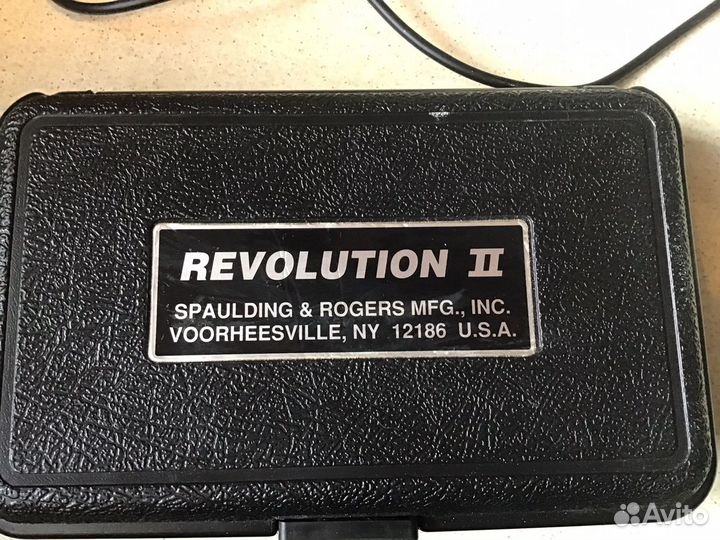 REVOLUTION II
SPAULDING & ROGERS MFG., INC.
VOORHEESVILLE, NY 12186 U.S.A.
Avito